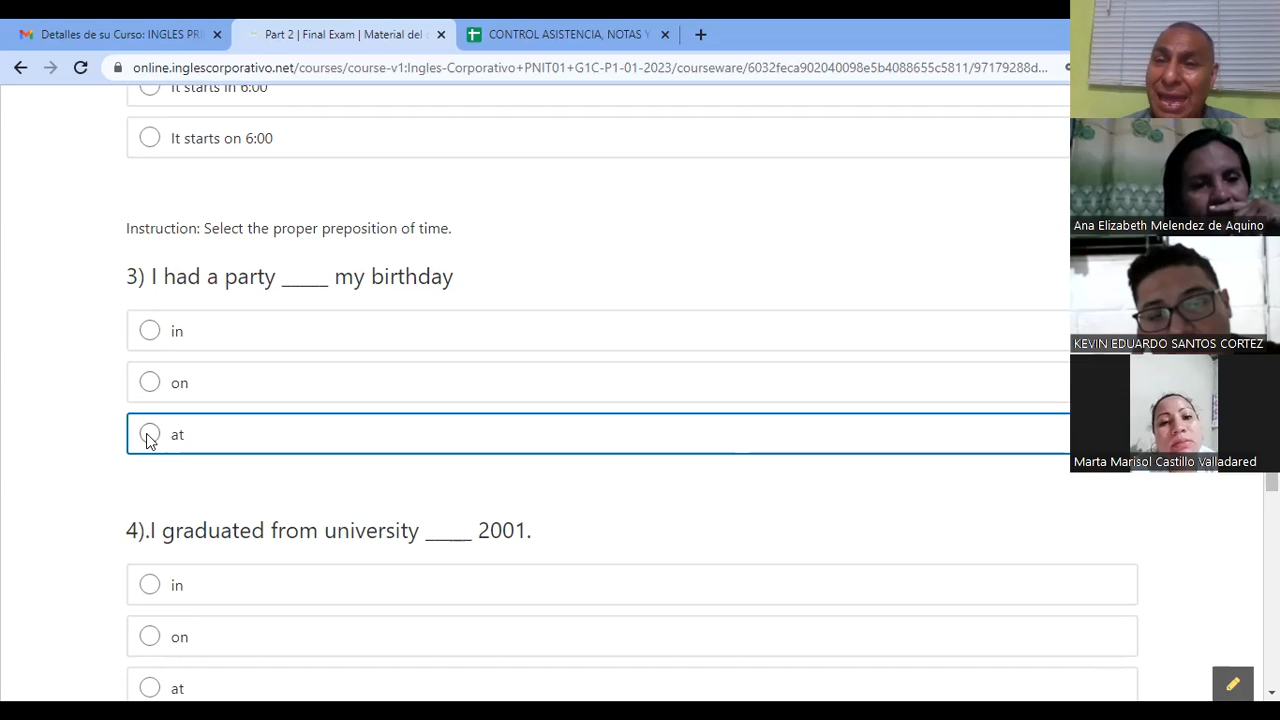 Detalles de su Curso: INGLES PRI
Part 2 | Final Exam | Material del
CONTROL ASISTENCIA, NOTAS Y
online.inglescorporativo.net/courses/course-v1:Ingles-Corporativo+PNIT01+G1C-P1-01-2023/courseware/6032feca902040098e5b4088655c5811/97179288d...
It starts in 6:00
It starts on 6:00
Instruction: Select the proper preposition of time.
3) I had a party _____ my birthday
in
on
at
4).I graduated from university _____ 2001.
in
on
at
Ana Elizabeth Melendez de Aquino
KEVIN EDUARDO SANTOS CORTEZ
Marta Marisol Castillo Valladared